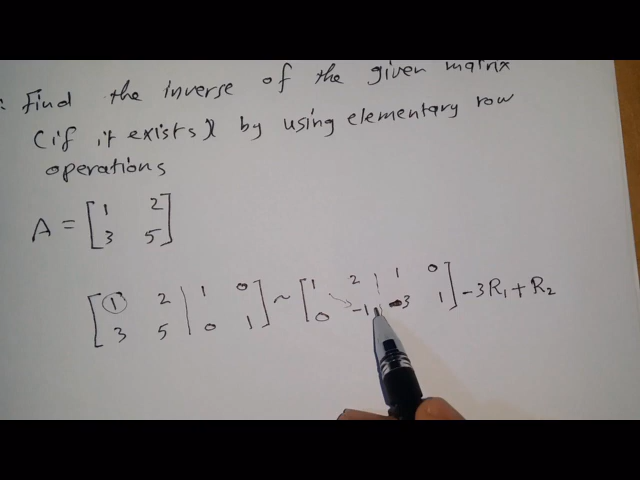 : Find the inverse of the given matrix
(if it exists) by using elementary row
operations
A = [1 2
3 5]
[1 2 | 1 0
3 5 | 0 1] ~ [1 2 | 1 0
0 -1 | -3 1] -3R₁ + R₂